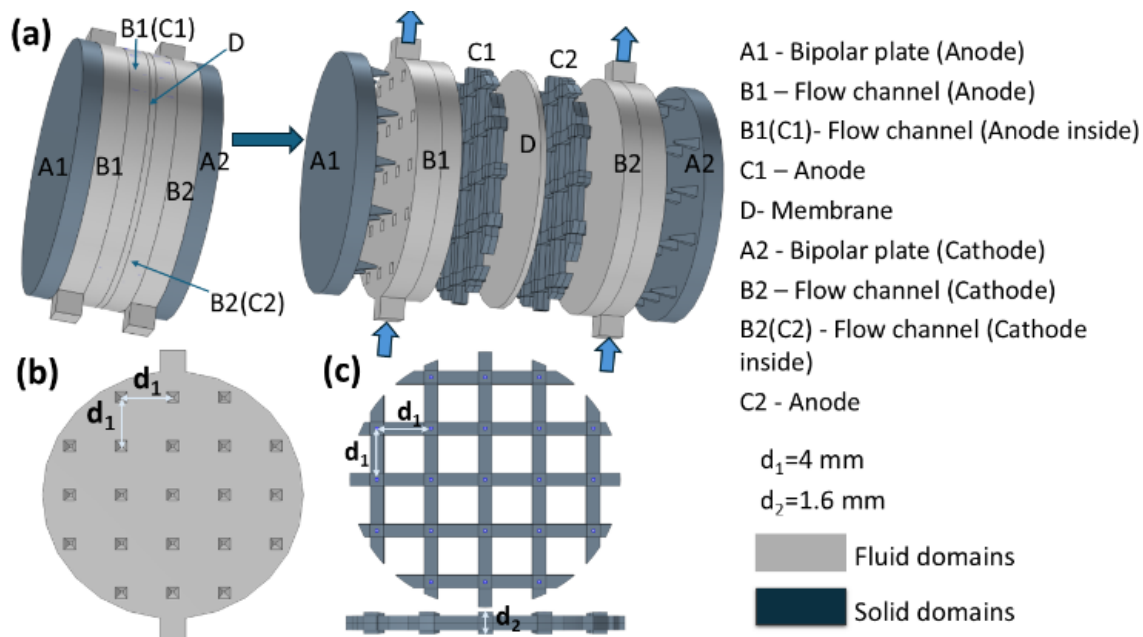 (a)
B1(C1)
D
A1
B1
B2
A2
B2(C2)
C1
C2
A1
B1
D
B2
A2
A1 - Bipolar plate (Anode)
B1 – Flow channel (Anode)
B1(C1)- Flow channel (Anode inside)
C1 – Anode
D- Membrane
A2 - Bipolar plate (Cathode)
B2 – Flow channel (Cathode)
B2(C2) - Flow channel (Cathode
inside)
C2 - Anode
d₁=4 mm
d₂=1.6 mm
Fluid domains
Solid domains
(b)
d₁
d₁
(c)
d₁
d₁
d₂